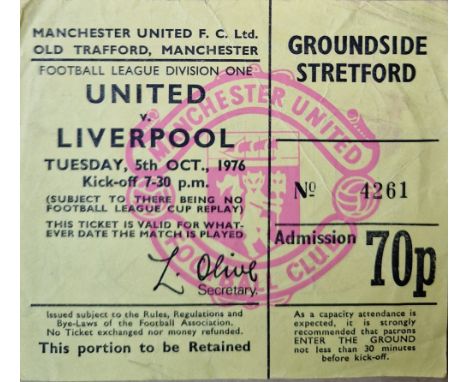 MANCHESTER UNITED F. C. Ltd.
OLD TRAFFORD, MANCHESTER
FOOTBALL LEAGUE DIVISION ONE
UNITED
v.
LIVERPOOL
TUESDAY, 5th OCT., 1976
Kick-off 7-30 p.m.
(SUBJECT TO THERE BEING NO
FOOTBALL LEAGUE CUP REPLAY)
THIS TICKET IS VALID FOR WHAT-
EVER DATE THE MATCH IS PLAYED
L. Olive
Secretary.
Issued subject to the Rules, Regulations and
Bye-Laws of the Football Association.
No Ticket exchanged nor money refunded.
This portion to be Retained
GROUNDSIDE
STRETFORD
No 4261
Admission 70p
As a capacity attendance is
expected, it is strongly
recommended that patrons
ENTER THE GROUND
not less than 30 minutes
before kick-off.
MANCHESTER UNITED
FOOTBALL CLUB